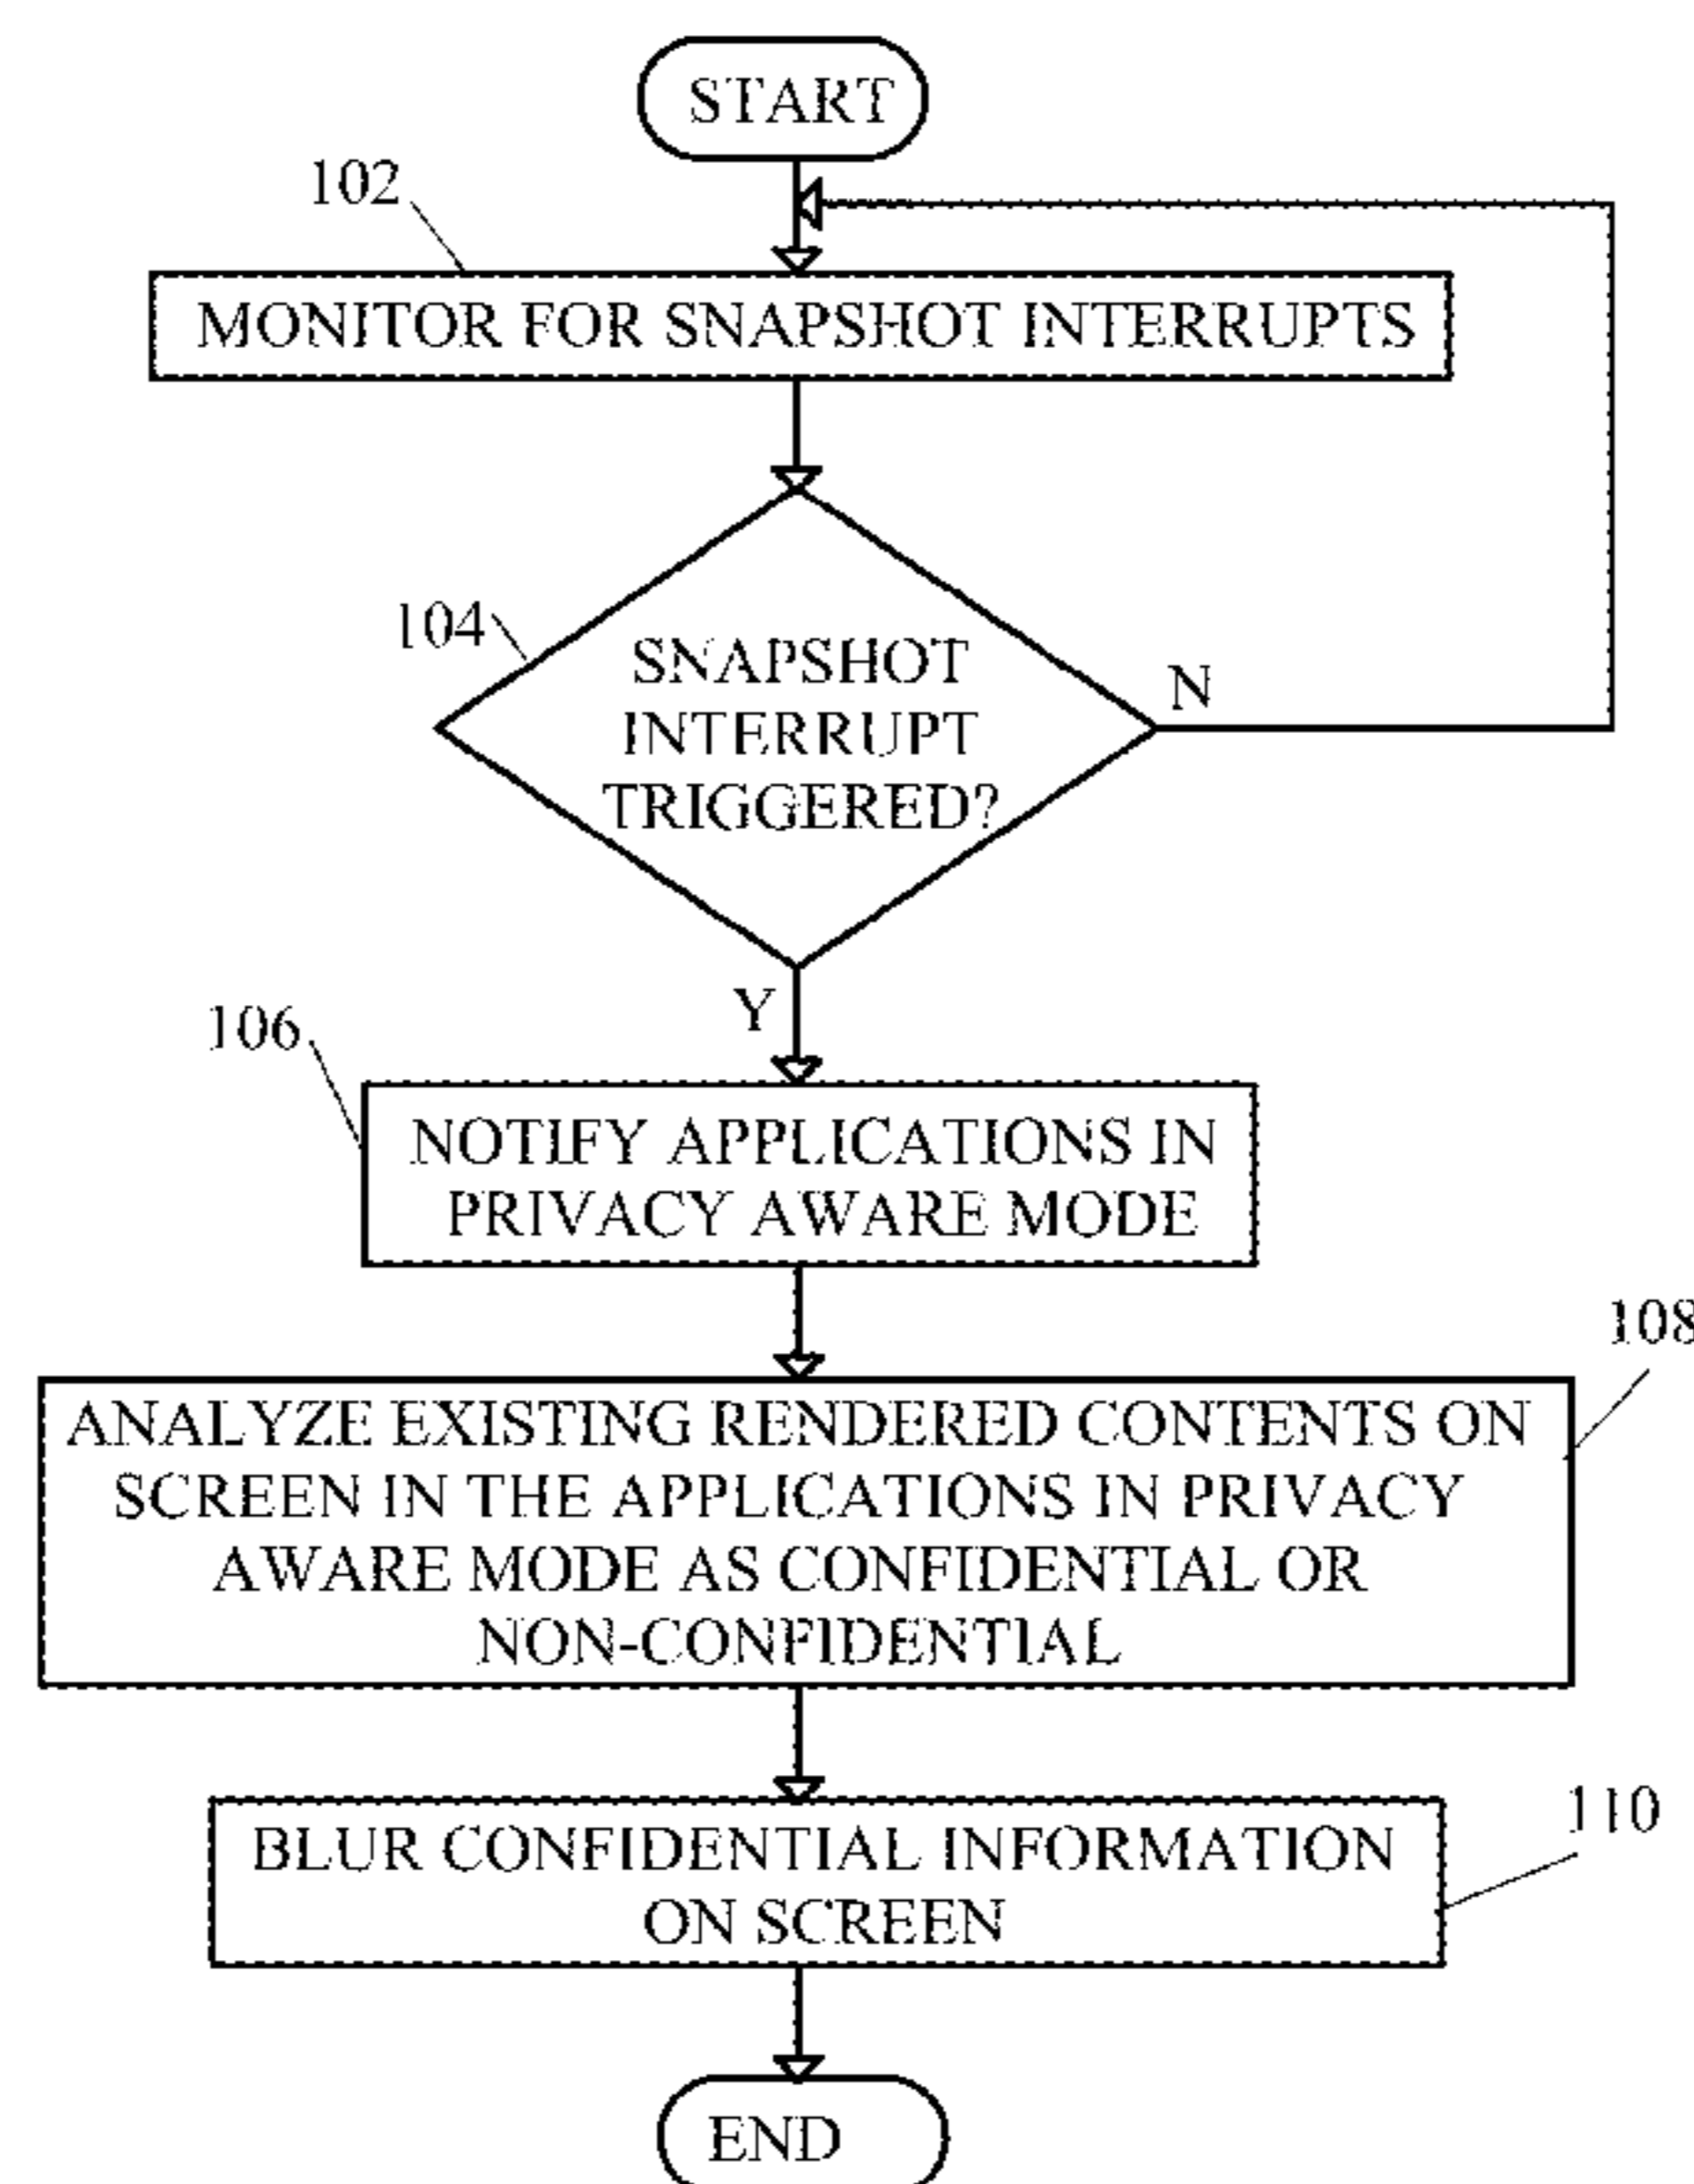 START
102
MONITOR FOR SNAPSHOT INTERRUPTS
104
SNAPSHOT
INTERRUPT
TRIGGERED?
N
Y
106
NOTIFY APPLICATIONS IN
PRIVACY AWARE MODE
108
ANALYZE EXISTING RENDERED CONTENTS ON
SCREEN IN THE APPLICATIONS IN PRIVACY
AWARE MODE AS CONFIDENTIAL OR
NON-CONFIDENTIAL
110
BLUR CONFIDENTIAL INFORMATION
ON SCREEN
END